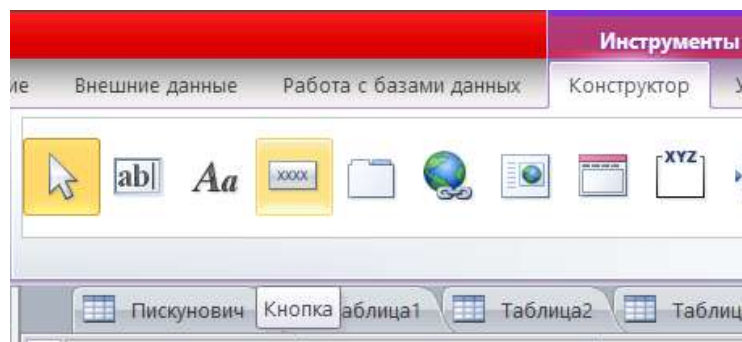 Инструменты
ие Внешние данные Работа с базами данных Конструктор У
ab| Aa xxxx XYZ
Пискунович Кнопка аблица1 Таблица2 Таблиц